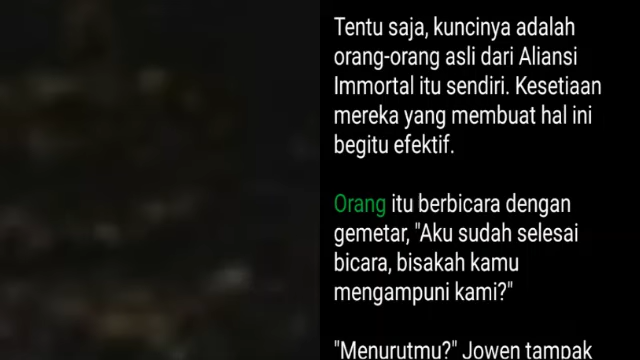 Tentu saja, kuncinya adalah
orang-orang asli dari Aliansi
Immortal itu sendiri. Kesetiaan
mereka yang membuat hal ini
begitu efektif.
Orang itu berbicara dengan
gemetar, "Aku sudah selesai
bicara, bisakah kamu
mengampuni kami?"
"Menurutmu?" Jowen tampak